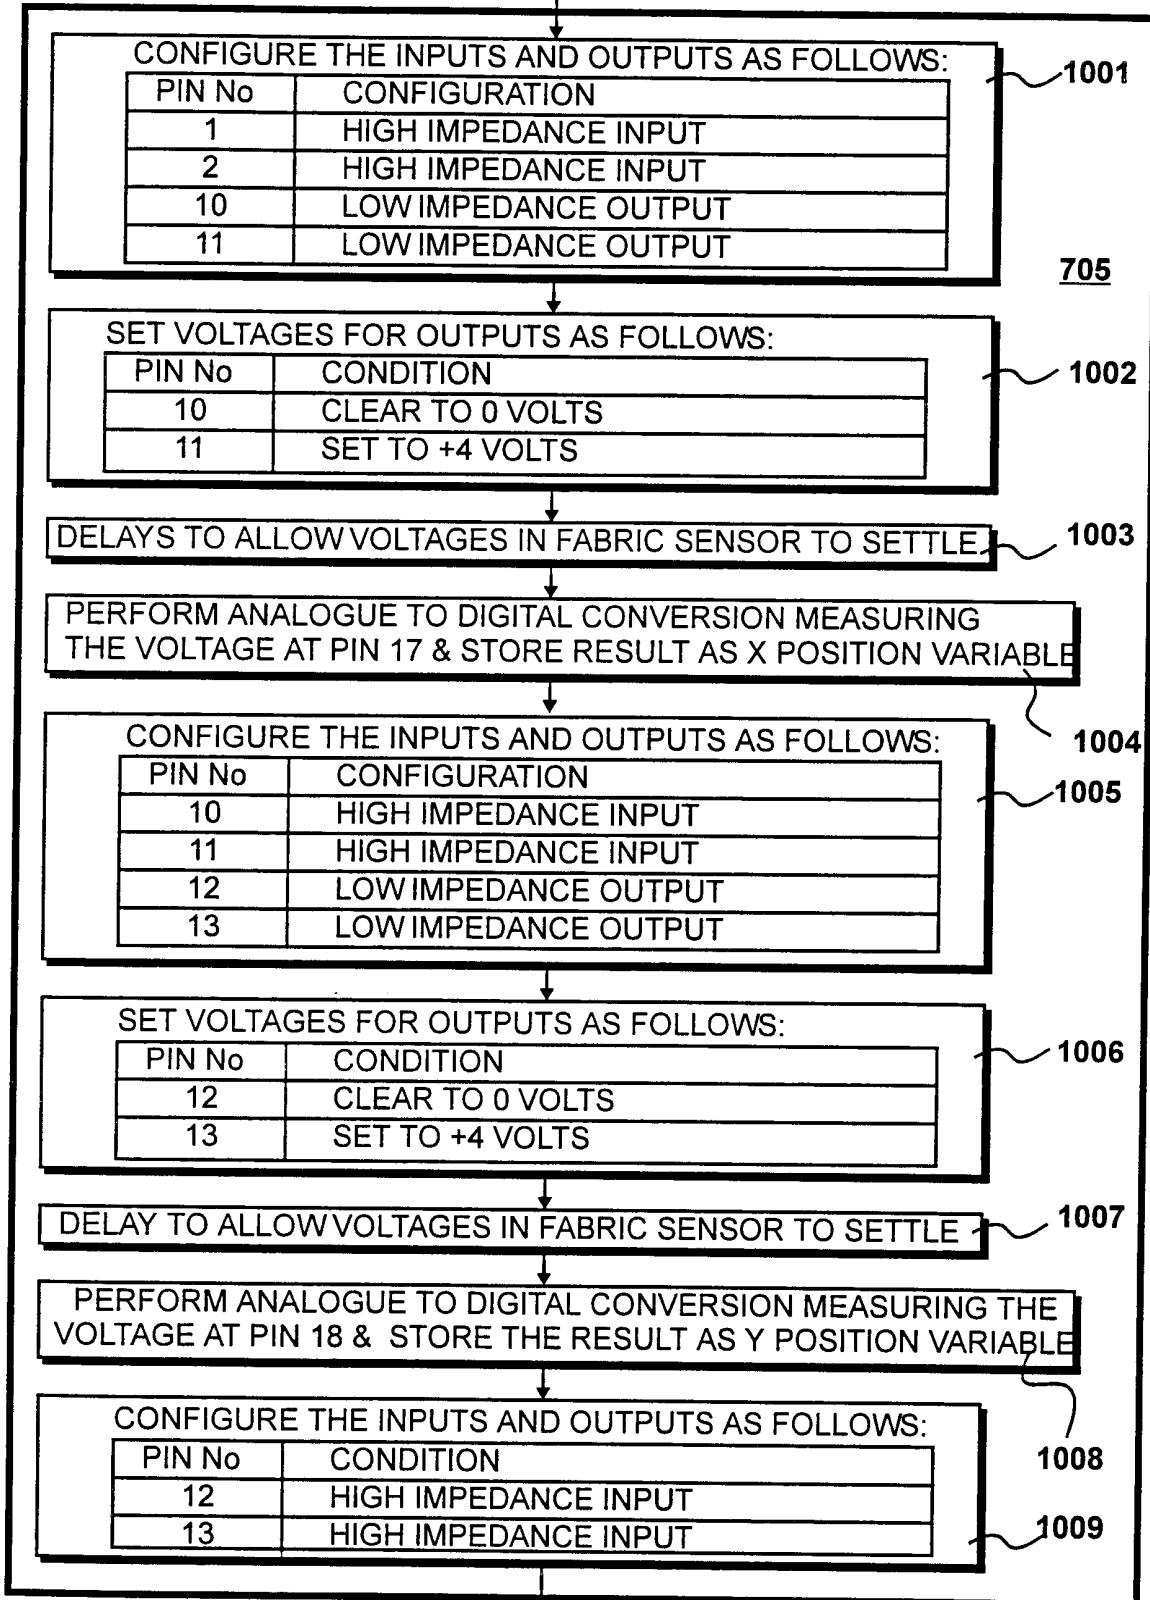 CONFIGURE THE INPUTS AND OUTPUTS AS FOLLOWS:
PIN No CONFIGURATION
1 HIGH IMPEDANCE INPUT
2 HIGH IMPEDANCE INPUT
10 LOW IMPEDANCE OUTPUT
11 LOW IMPEDANCE OUTPUT
1001
705
SET VOLTAGES FOR OUTPUTS AS FOLLOWS:
PIN No CONDITION
10 CLEAR TO 0 VOLTS
11 SET TO +4 VOLTS
1002
DELAYS TO ALLOW VOLTAGES IN FABRIC SENSOR TO SETTLE
1003
PERFORM ANALOGUE TO DIGITAL CONVERSION MEASURING
THE VOLTAGE AT PIN 17 & STORE RESULT AS X POSITION VARIABLE
1004
CONFIGURE THE INPUTS AND OUTPUTS AS FOLLOWS:
PIN No CONFIGURATION
10 HIGH IMPEDANCE INPUT
11 HIGH IMPEDANCE INPUT
12 LOW IMPEDANCE OUTPUT
13 LOW IMPEDANCE OUTPUT
1005
SET VOLTAGES FOR OUTPUTS AS FOLLOWS:
PIN No CONDITION
12 CLEAR TO 0 VOLTS
13 SET TO +4 VOLTS
1006
DELAY TO ALLOW VOLTAGES IN FABRIC SENSOR TO SETTLE
1007
PERFORM ANALOGUE TO DIGITAL CONVERSION MEASURING THE
VOLTAGE AT PIN 18 & STORE THE RESULT AS Y POSITION VARIABLE
1008
CONFIGURE THE INPUTS AND OUTPUTS AS FOLLOWS:
PIN No CONDITION
12 HIGH IMPEDANCE INPUT
13 HIGH IMPEDANCE INPUT
1009